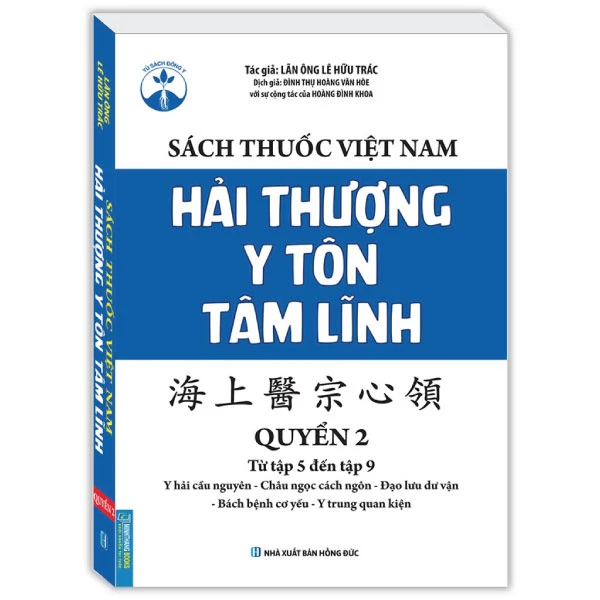 TỦ SÁCH ĐÔNG Y
Tác giả: LÃN ÔNG LÊ HỮU TRÁC
Dịch giả: ĐÌNH THỤ HOÀNG VĂN HÒE
với sự cộng tác của HOÀNG ĐÌNH KHOA
SÁCH THUỐC VIỆT NAM
HẢI THƯỢNG
Y TÔN
TÂM LĨNH
海上醫宗心領
QUYỂN 2
Từ tập 5 đến tập 9
Y hải cầu nguyên - Châu ngọc cách ngôn - Đạo lưu dư vận
- Bách bệnh cơ yếu - Y trung quan kiện
NHÀ XUẤT BẢN HỒNG ĐỨC
LÃN ÔNG
LÊ HỮU TRÁC
SÁCH THUỐC VIỆT NAM
HẢI THƯỢNG Y TÔN TÂM LĨNH
QUYỂN 2
MINHTHANG BOOKS